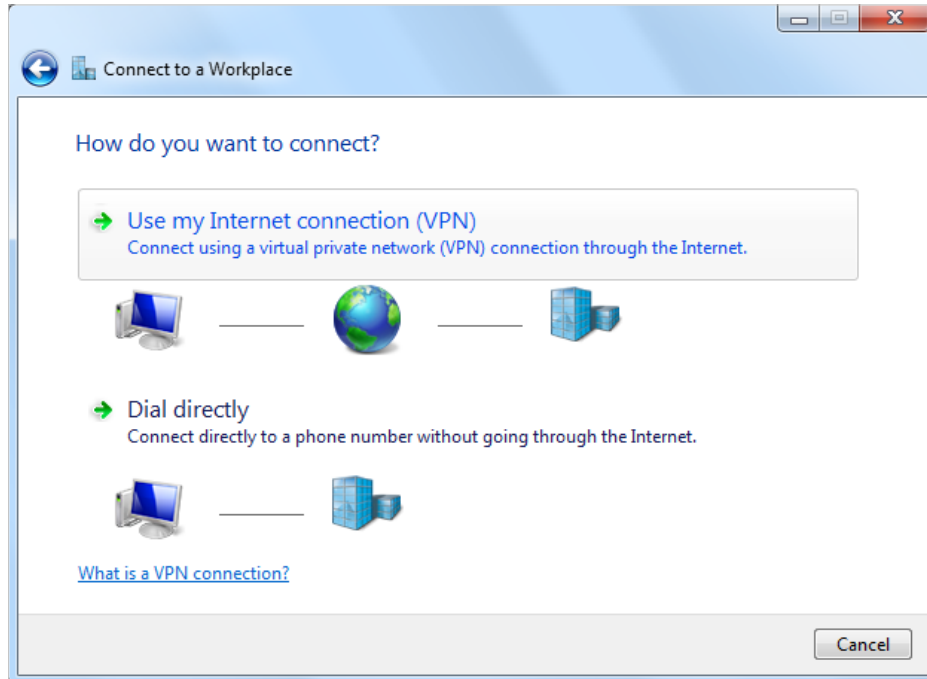 Connect to a Workplace
How do you want to connect?
Use my Internet connection (VPN)
Connect using a virtual private network (VPN) connection through the Internet.
Dial directly
Connect directly to a phone number without going through the Internet.
What is a VPN connection?
Cancel